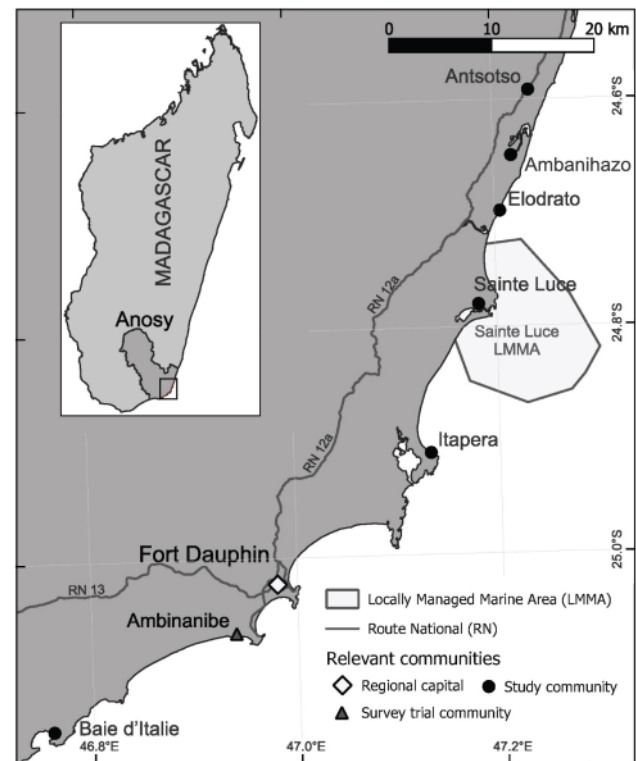 0 10 20 km
Antsotso
24.6°S
Ambanihazo
Elodrato
MADAGASCAR
RN 12a
Sainte Luce
Anosy
24.8°S
Sainte Luce
LMMA
Itapera
RN 12a
25.0°S
Fort Dauphin
RN 13
Locally Managed Marine Area (LMMA)
Ambinanibe
Route National (RN)
Relevant communities
Regional capital
Study community
Survey trial community
Baie d'Italie
46.8°E
47.0°E
47.2°E